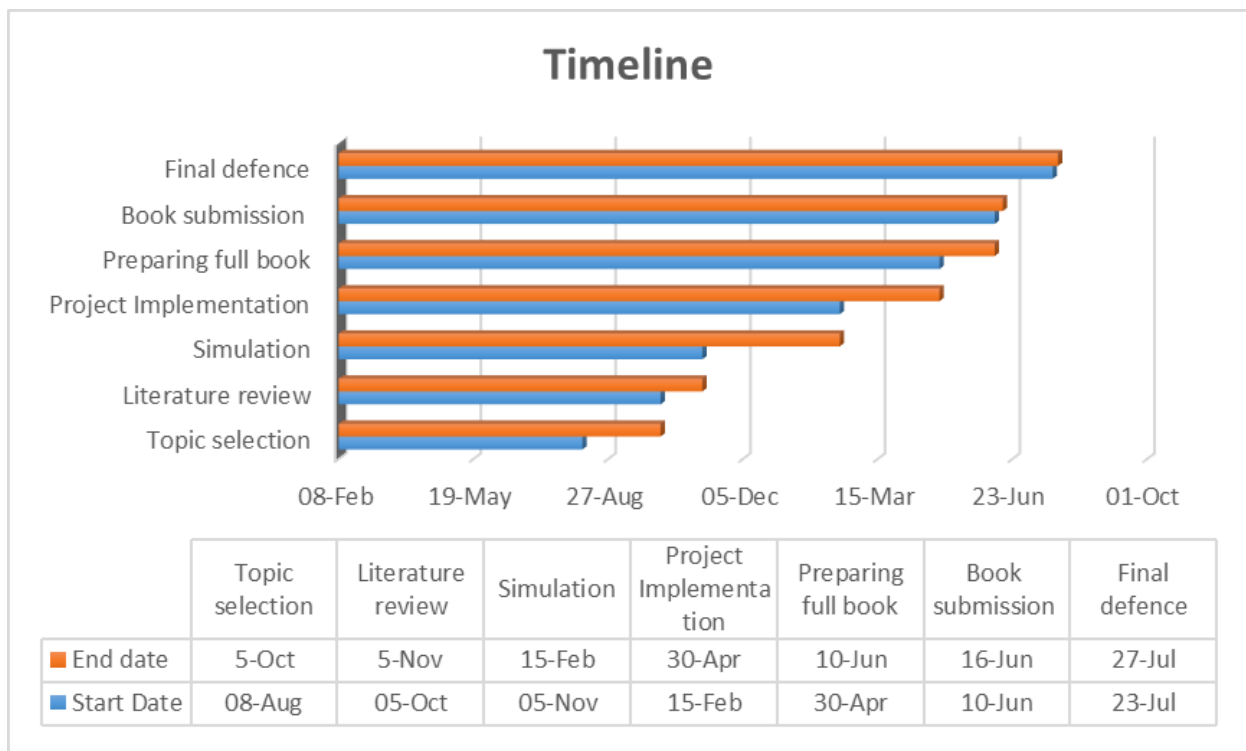 Timeline
Final defence
Book submission
Preparing full book
Project Implementation
Simulation
Literature review
Topic selection
08-Feb 19-May 27-Aug 05-Dec 15-Mar 23-Jun 01-Oct
Topic selection Literature review Simulation Project Implementa tion Preparing full book Book submission Final defence
End date 5-Oct 5-Nov 15-Feb 30-Apr 10-Jun 16-Jun 27-Jul
Start Date 08-Aug 05-Oct 05-Nov 15-Feb 30-Apr 10-Jun 23-Jul